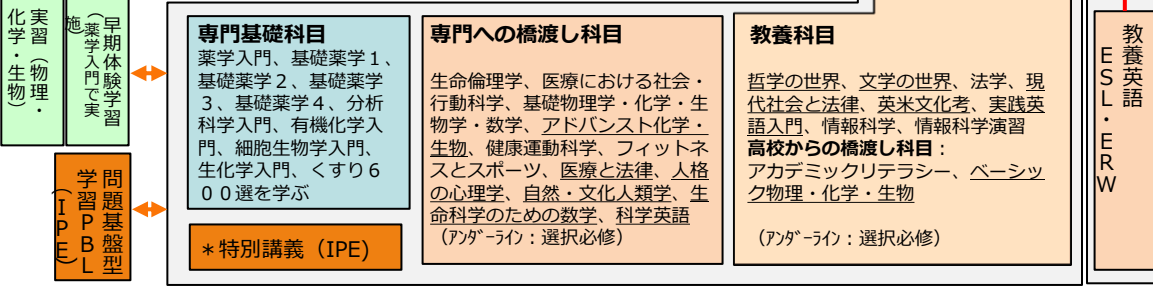 実習（物理・
化学・生物）
早期体験学習
（薬学入門で実
施）
問題基盤型
学習PBL
（IPE）
専門基礎科目
薬学入門、基礎薬学１、
基礎薬学２、基礎薬学
３、基礎薬学４、分析
科学入門、有機化学入
門、細胞生物学入門、
生化学入門、くすり６
００選を学ぶ
＊特別講義（IPE)
専門への橋渡し科目
生命倫理学、医療における社会・
行動科学、基礎物理学・化学・生
物学・数学、アドバンスト化学・
生物、健康運動科学、フィットネ
スとスポーツ、医療と法律、人格
の心理学、自然・文化人類学、生
命科学のための数学、科学英語
（ｱﾝﾀﾞｰﾗｲﾝ：選択必修）
教養科目
哲学の世界、文学の世界、法学、現
代社会と法律、英米文化考、実践英
語入門、情報科学、情報科学演習
高校からの橋渡し科目：
アカデミックリテラシー、ベーシッ
ク物理・化学・生物
（ｱﾝﾀﾞｰﾗｲﾝ：選択必修）
教養英語
ESL・ERW